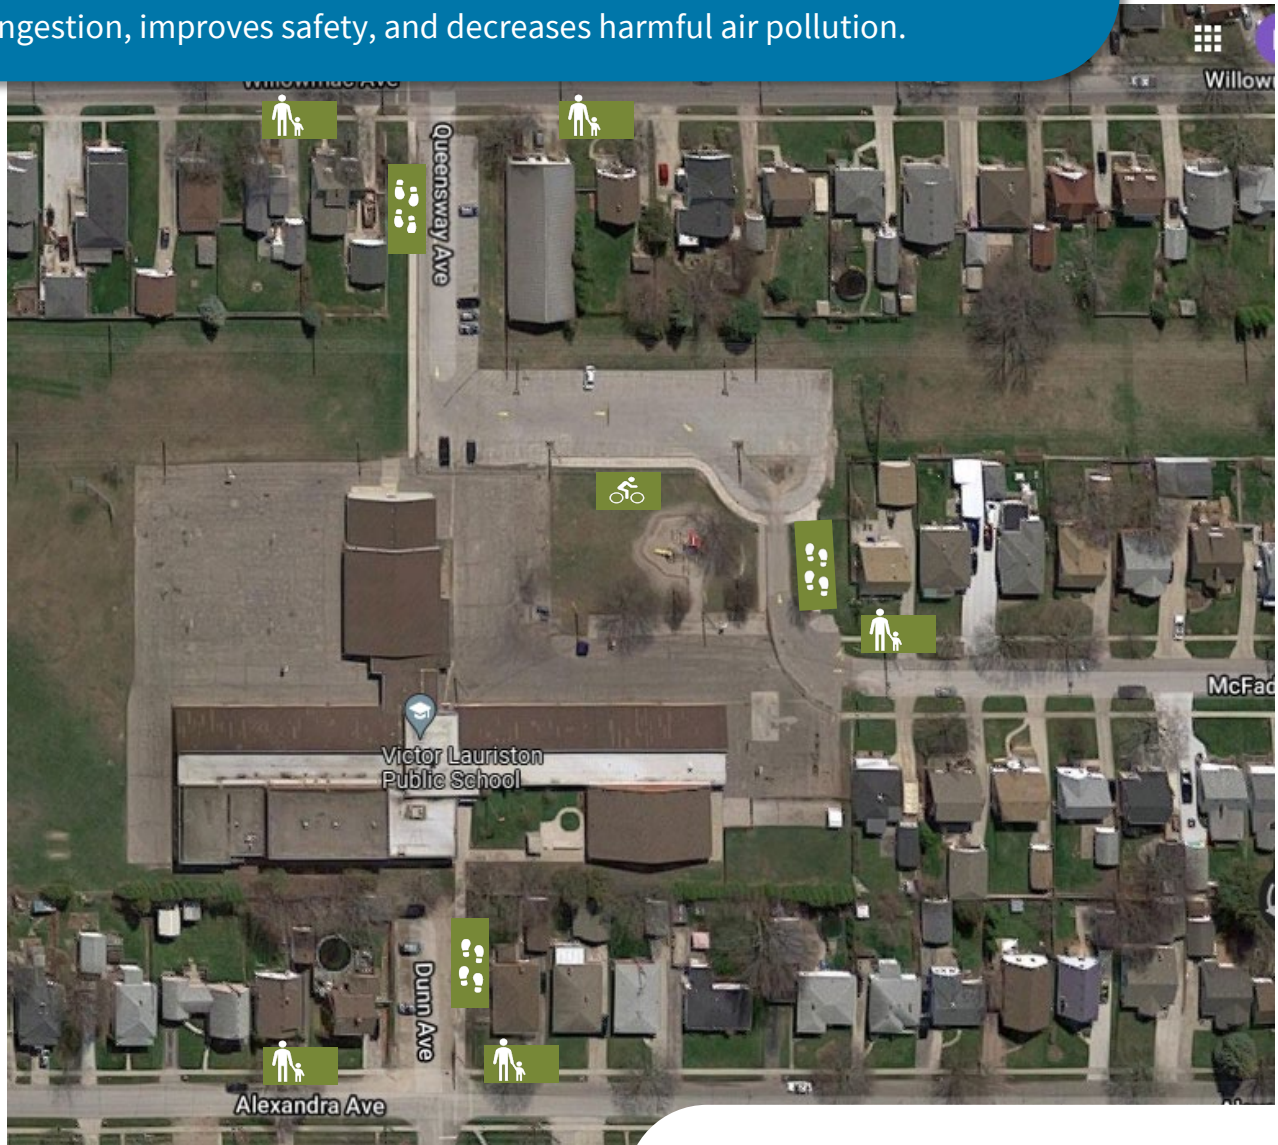 ngestion, improves safety, and decreases harmful air pollution.
Willow
Queensway Ave
McFad
Victor Lauriston
Public School
Dunn Ave
Alexandra Ave